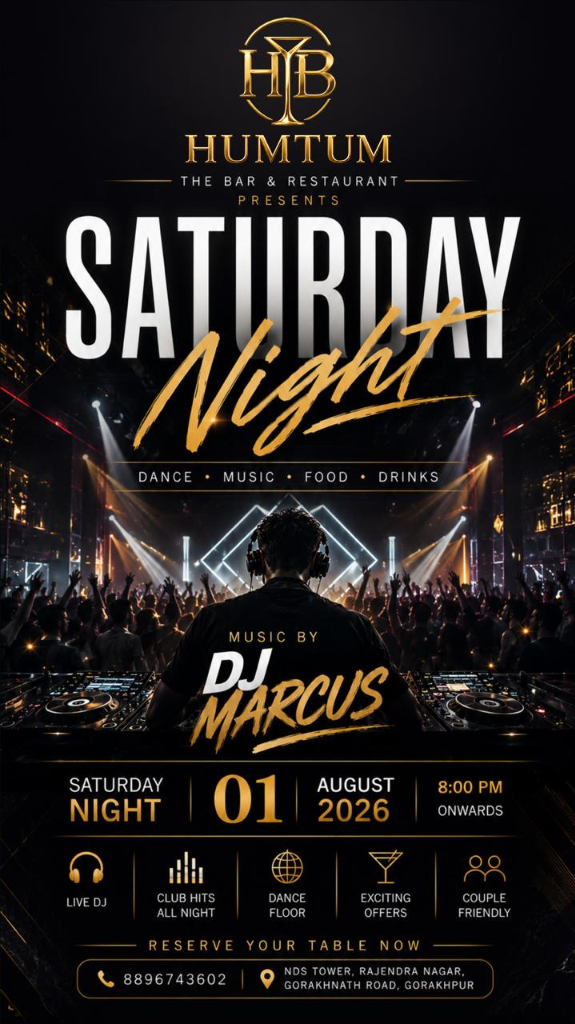 HYB
HUMTUM
THE BAR & RESTAURANT
PRESENTS
SATURDAY
Night
DANCE • MUSIC • FOOD • DRINKS
MUSIC BY
DJ
MARCUS
SATURDAY
NIGHT
01
AUGUST
2026
8:00 PM
ONWARDS
LIVE DJ
CLUB HITS
ALL NIGHT
DANCE
FLOOR
EXCITING
OFFERS
COUPLE
FRIENDLY
RESERVE YOUR TABLE NOW
8896743602
NDS TOWER, RAJENDRA NAGAR,
GORAKHNATH ROAD, GORAKHPUR